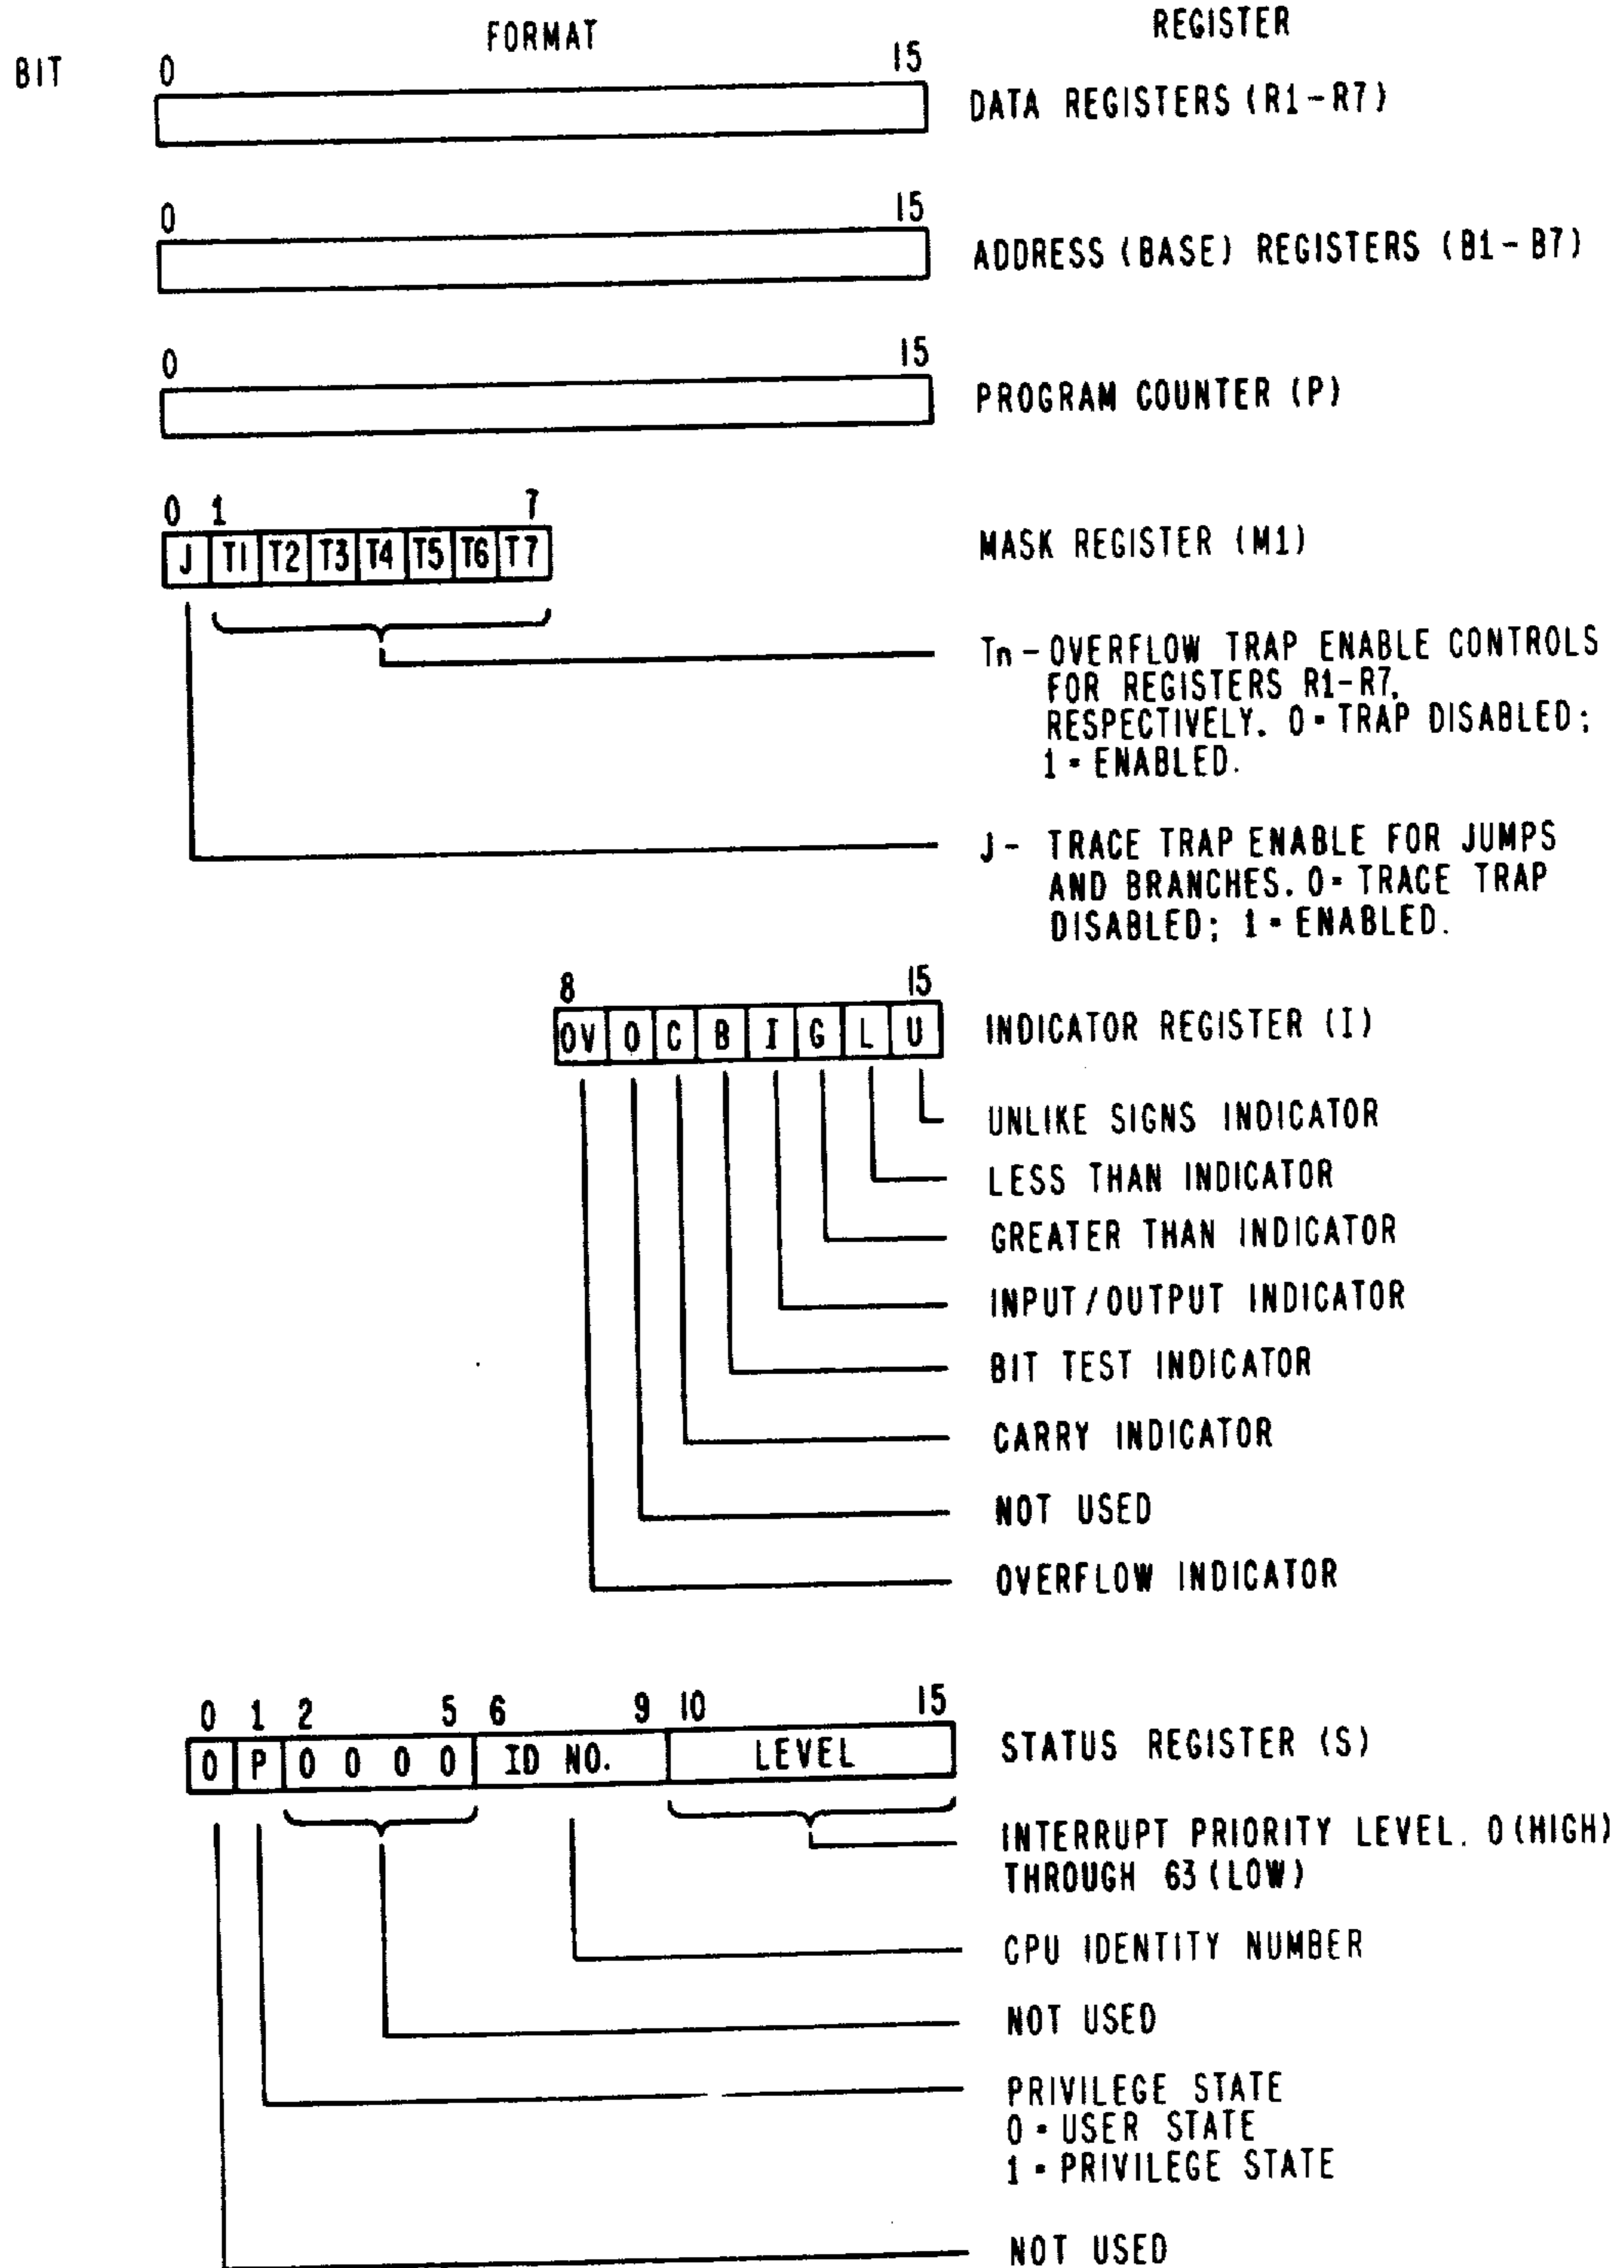 FORMAT REGISTER
BIT 0 15
DATA REGISTERS (R1-R7)
0 15
ADDRESS (BASE) REGISTERS (B1-B7)
0 15
PROGRAM COUNTER (P)
0 1 7
J T1 T2 T3 T4 T5 T6 T7 MASK REGISTER (M1)
Tn - OVERFLOW TRAP ENABLE CONTROLS
FOR REGISTERS R1-R7,
RESPECTIVELY. 0 = TRAP DISABLED;
1 = ENABLED.
J - TRACE TRAP ENABLE FOR JUMPS
AND BRANCHES. 0 = TRACE TRAP
DISABLED; 1 = ENABLED.
8 15
OV 0 C B I G L U INDICATOR REGISTER (I)
UNLIKE SIGNS INDICATOR
LESS THAN INDICATOR
GREATER THAN INDICATOR
INPUT/OUTPUT INDICATOR
BIT TEST INDICATOR
CARRY INDICATOR
NOT USED
OVERFLOW INDICATOR
0 1 2 5 6 9 10 15
0 P 0 0 0 0 ID NO. LEVEL STATUS REGISTER (S)
INTERRUPT PRIORITY LEVEL. 0 (HIGH)
THROUGH 63 (LOW)
CPU IDENTITY NUMBER
NOT USED
PRIVILEGE STATE
0 = USER STATE
1 = PRIVILEGE STATE
NOT USED